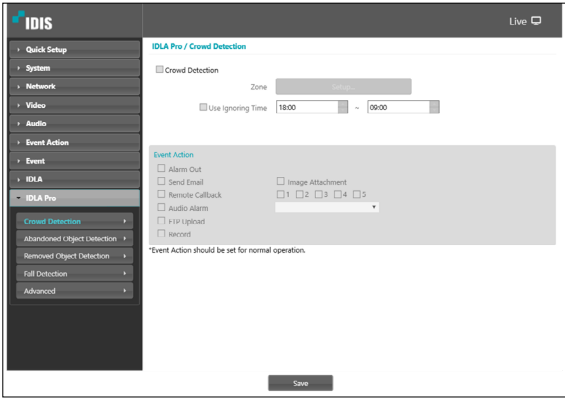 IDIS
Live
Quick Setup
System
Network
Video
Audio
Event Action
Event
IDLA
IDLA Pro
Crowd Detection
Abandoned Object Detection
Removed Object Detection
Fall Detection
Advanced
IDLA Pro / Crowd Detection
Crowd Detection
Zone Setup...
Use Ignoring Time 18:00 ~ 09:00
Event Action
Alarm Out
Send Email Image Attachment
Remote Callback 1 2 3 4 5
Audio Alarm
FTP Upload
Record
*Event Action should be set for normal operation.
Save